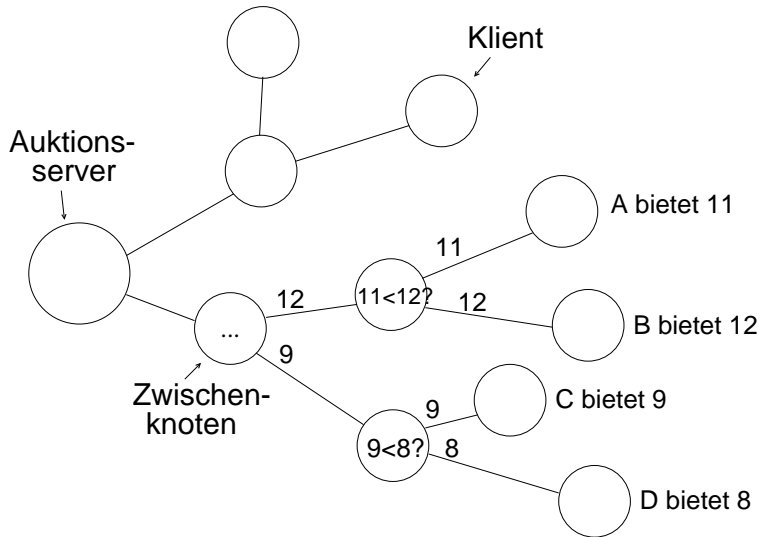 Klient
Auktions-
server
A bietet 11
11
11<12?
12
12
B bietet 12
...
9
Zwischen-
knoten
C bietet 9
9
9<8?
8
D bietet 8